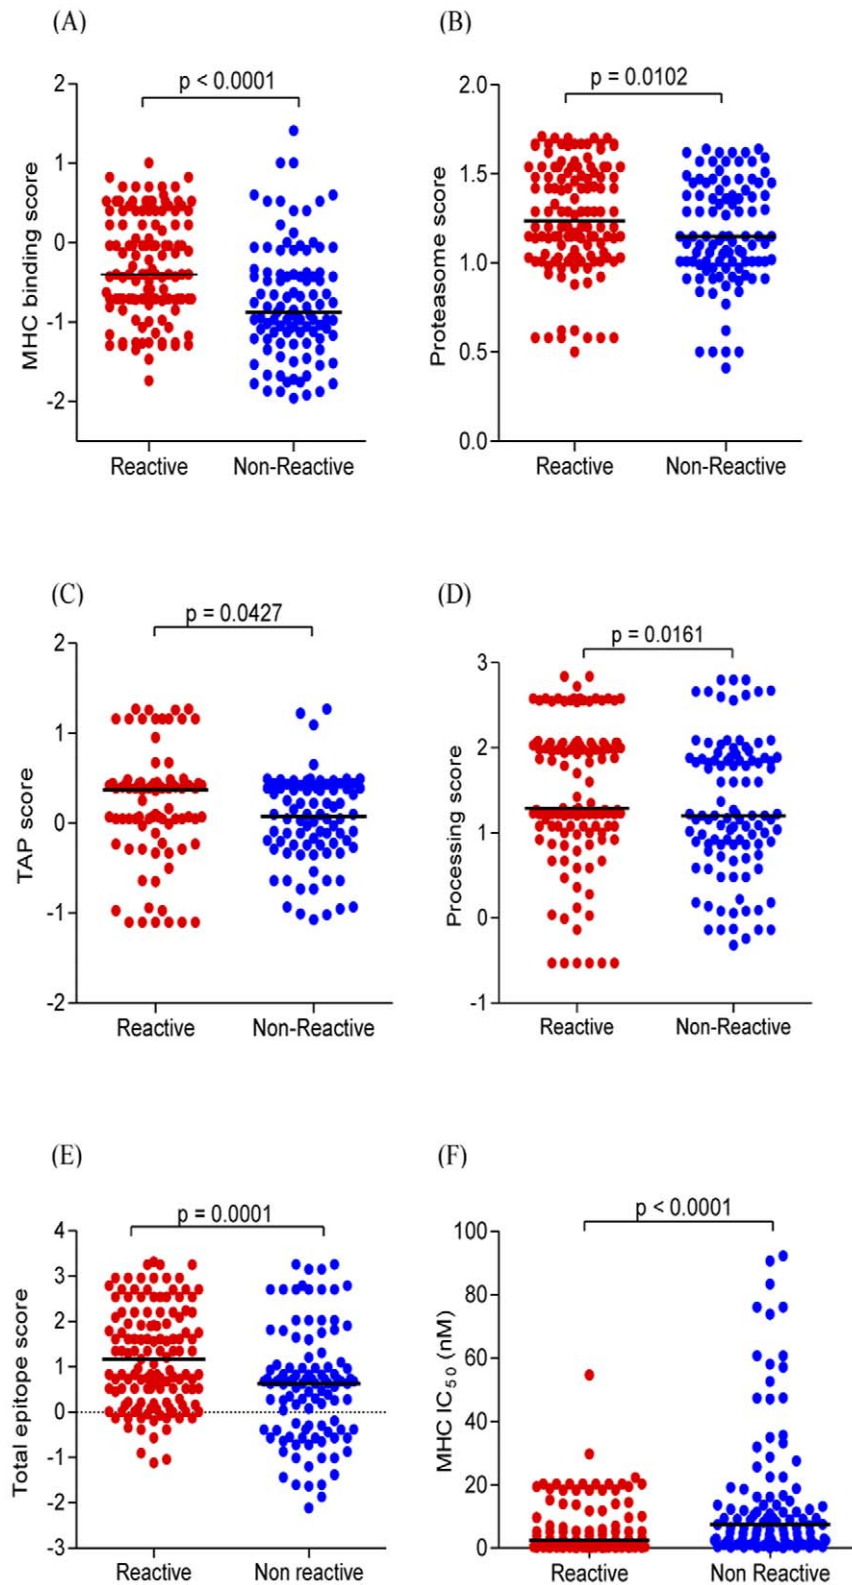 (A)
p < 0.0001
MHC binding score
2
1
0
-1
-2
Reactive Non-Reactive
(B)
p = 0.0102
Proteasome score
2.0
1.5
1.0
0.5
0.0
Reactive Non-Reactive
(C)
p = 0.0427
TAP score
2
1
0
-1
-2
Reactive Non-Reactive
(D)
p = 0.0161
Processing score
3
2
1
0
-1
Reactive Non-Reactive
(E)
p = 0.0001
Total epitope score
4
3
2
1
0
-1
-2
-3
Reactive Non reactive
(F)
p < 0.0001
MHC IC₅₀ (nM)
100
80
60
40
20
0
Reactive Non Reactive